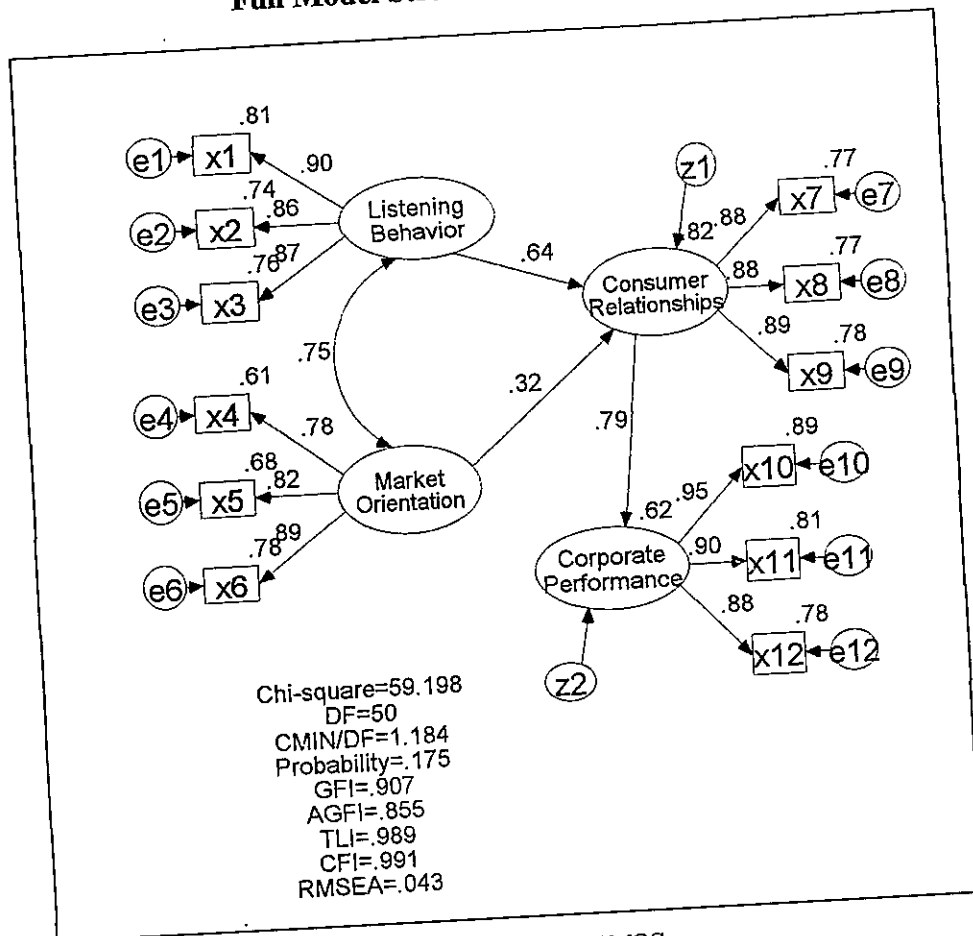 Full Model
.81
e1 x1 .90
.74
e2 x2 .86
.76 .87
e3 x3
Listening
Behavior
.75
.61
e4 x4 .78
.68
e5 x5 .82
.78 .89
e6 x6
Market
Orientation
.64
.32
z1
.82
Consumer
Relationships
.88 .77
x7 e7
.88 .77
x8 e8
.89 .78
x9 e9
.79
.62
Corporate
Performance
z2
.95 .89
x10 e10
.90 .81
x11 e11
.88 .78
x12 e12
Chi-square=59.198
DF=50
CMIN/DF=1.184
Probability=.175
GFI=.907
AGFI=.855
TLI=.989
CFI=.991
RMSEA=.043